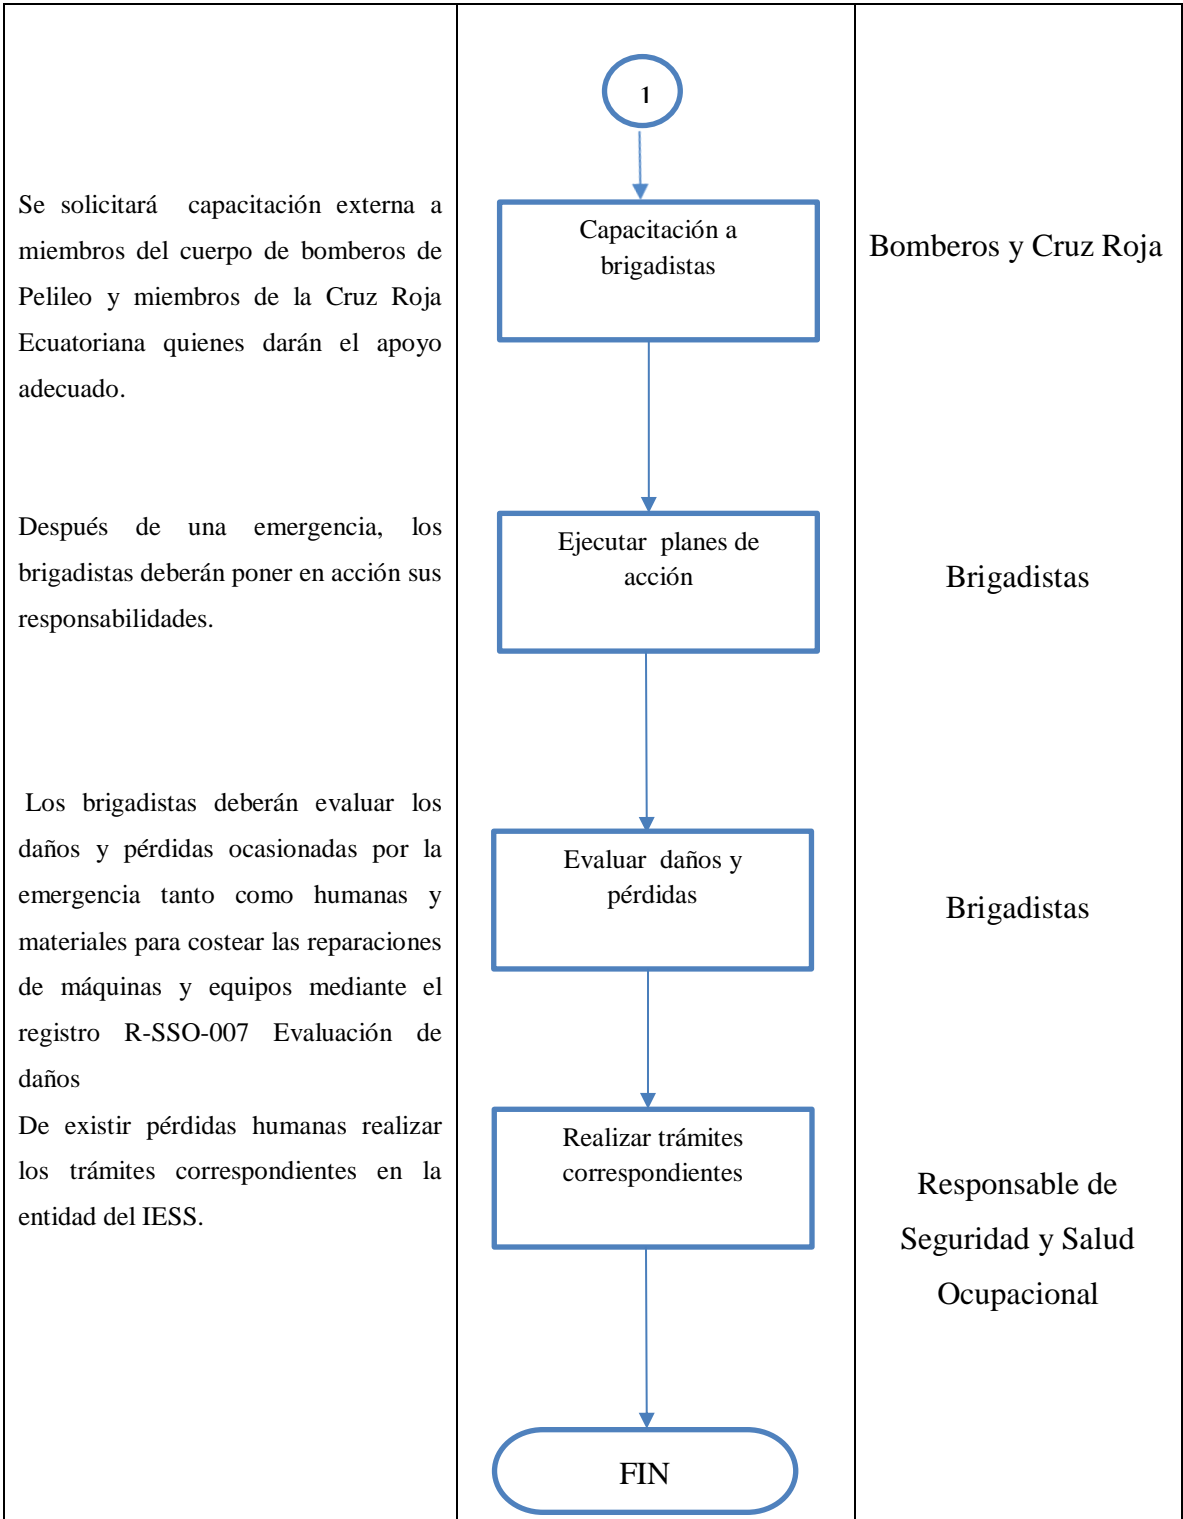 1
Se solicitará capacitación externa a
miembros del cuerpo de bomberos de
Pelileo y miembros de la Cruz Roja
Ecuatoriana quienes darán el apoyo
adecuado.
Capacitación a
brigadistas
Bomberos y Cruz Roja
Después de una emergencia, los
brigadistas deberán poner en acción sus
responsabilidades.
Ejecutar planes de
acción
Brigadistas
Los brigadistas deberán evaluar los
daños y pérdidas ocasionadas por la
emergencia tanto como humanas y
materiales para costear las reparaciones
de máquinas y equipos mediante el
registro R-SSO-007 Evaluación de
daños
Evaluar daños y
pérdidas
Brigadistas
De existir pérdidas humanas realizar
los trámites correspondientes en la
entidad del IESS.
Realizar trámites
correspondientes
Responsable de
Seguridad y Salud
Ocupacional
FIN